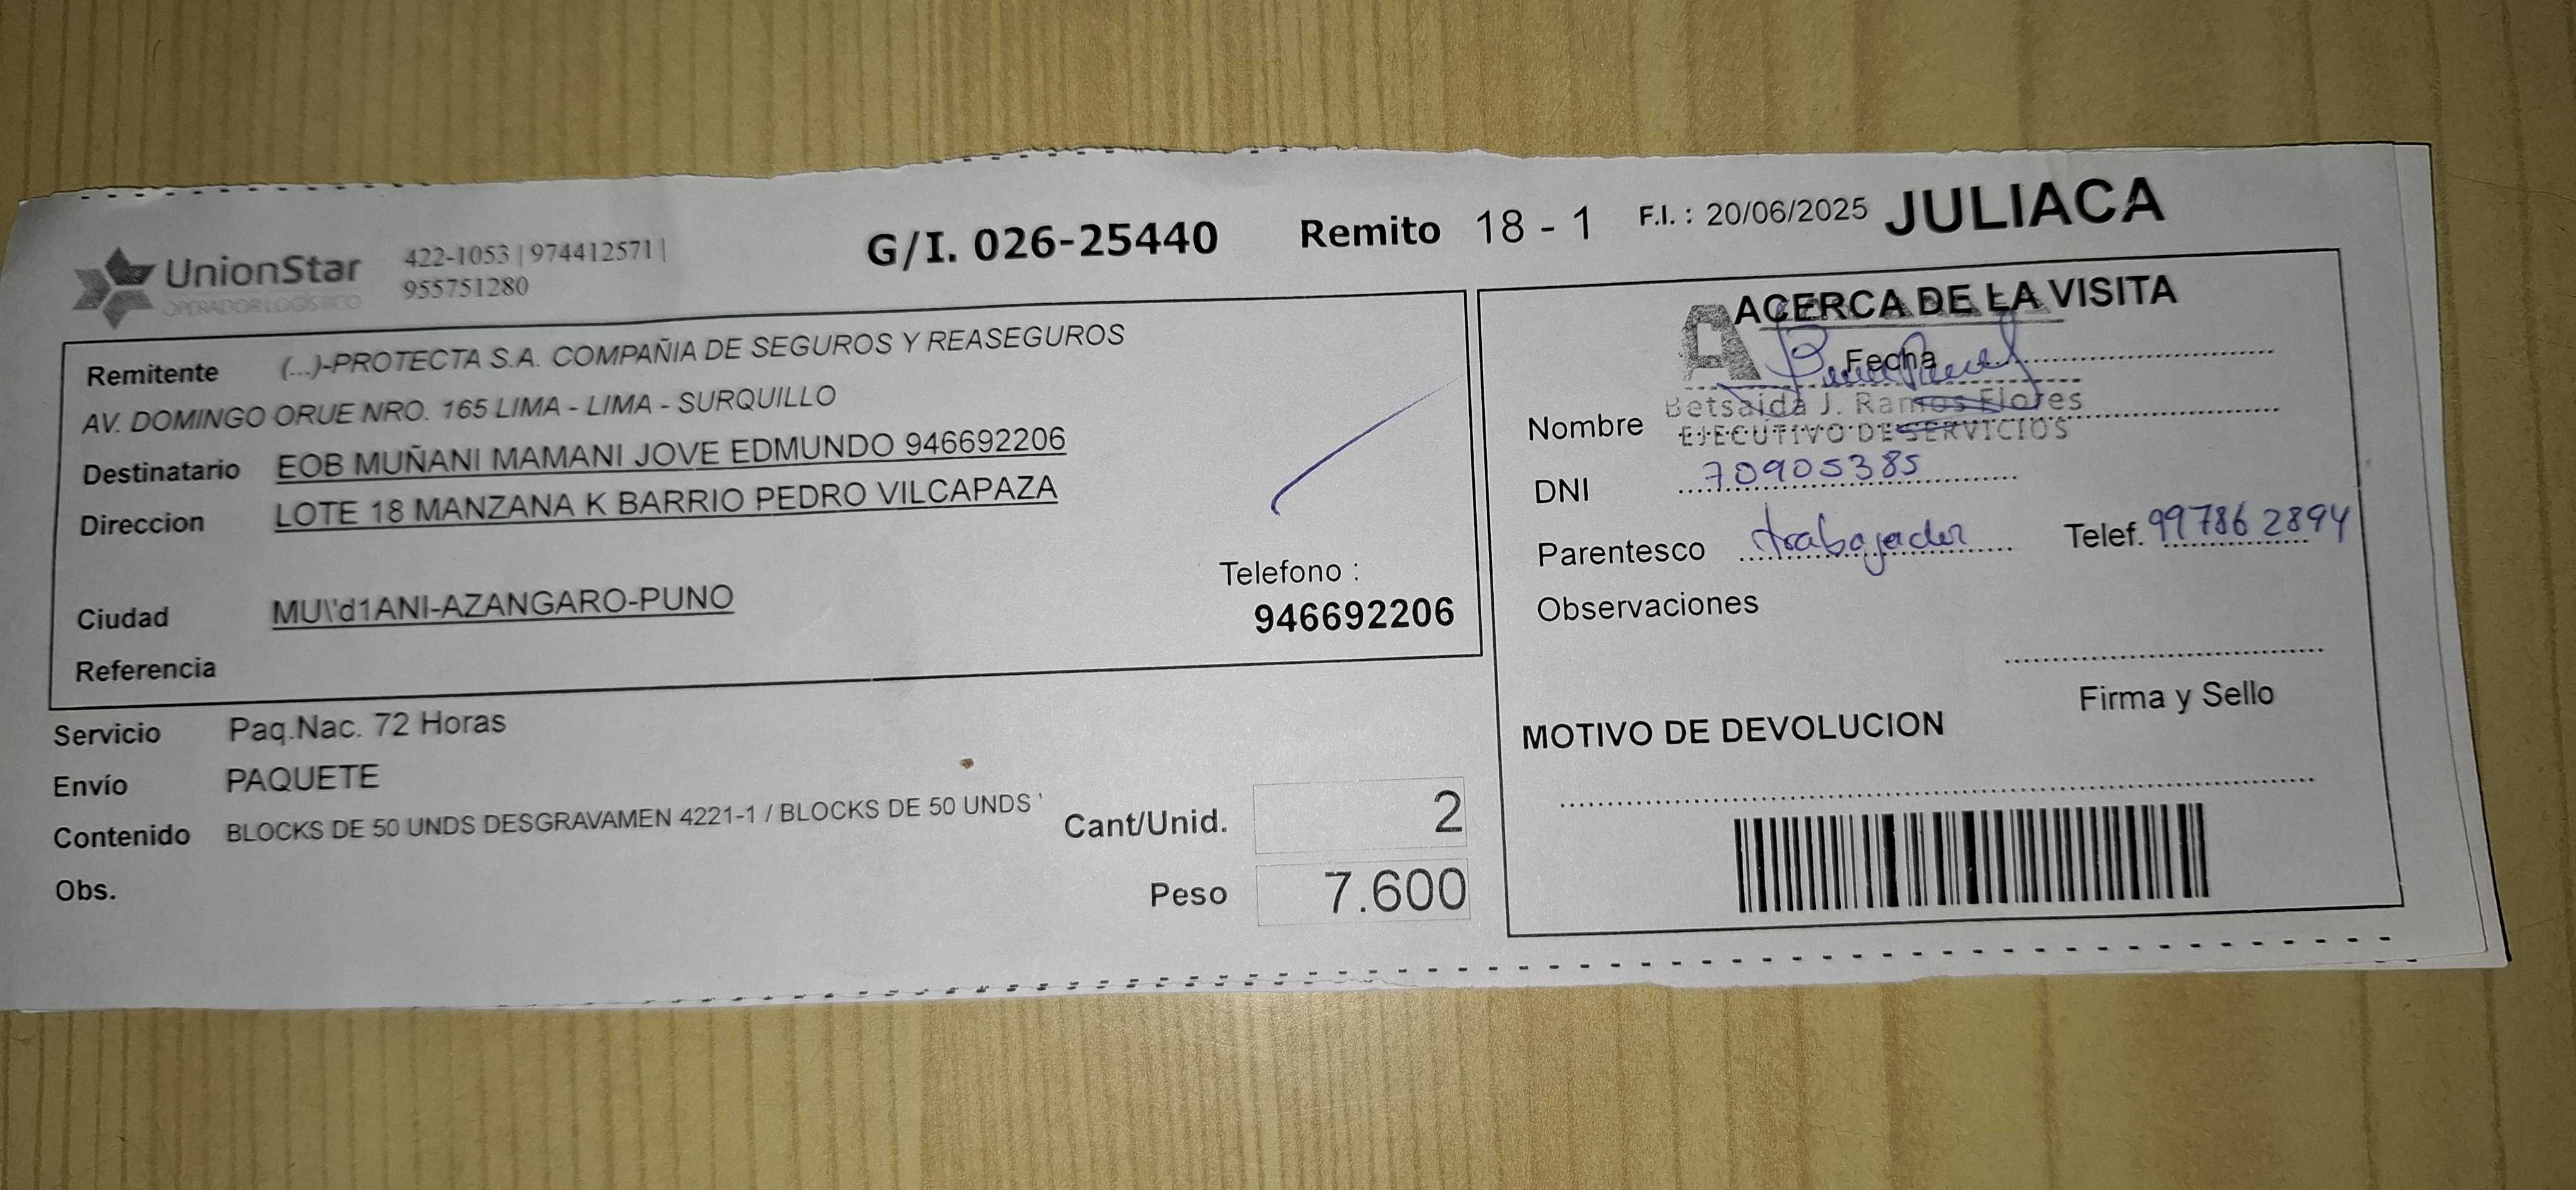 UnionStar
OPERADOR LOGÍSTICO
422-1053 | 974412571 |
955751280
G/I. 026-25440 Remito 18 - 1 F.I. : 20/06/2025 JULIACA
Remitente (...)-PROTECTA S.A. COMPAÑIA DE SEGUROS Y REASEGUROS
AV. DOMINGO ORUE NRO. 165 LIMA - LIMA - SURQUILLO
Destinatario EOB MUÑANI MAMANI JOVE EDMUNDO 946692206
Direccion LOTE 18 MANZANA K BARRIO PEDRO VILCAPAZA
Telefono :
946692206
Ciudad MU\'d1ANI-AZANGARO-PUNO
Referencia
Servicio Paq.Nac. 72 Horas
Envío PAQUETE
Contenido BLOCKS DE 50 UNDS DESGRAVAMEN 4221-1 / BLOCKS DE 50 UNDS '
Obs.
Cant/Unid. 2
Peso 7.600
ACERCA DE LA VISITA
Fecha
Nombre Betsaida J. Ramos Flores
EJECUTIVO DE SERVICIOS
DNI 70905385
Parentesco trabajador Telef. 997862894
Observaciones
Firma y Sello
MOTIVO DE DEVOLUCION